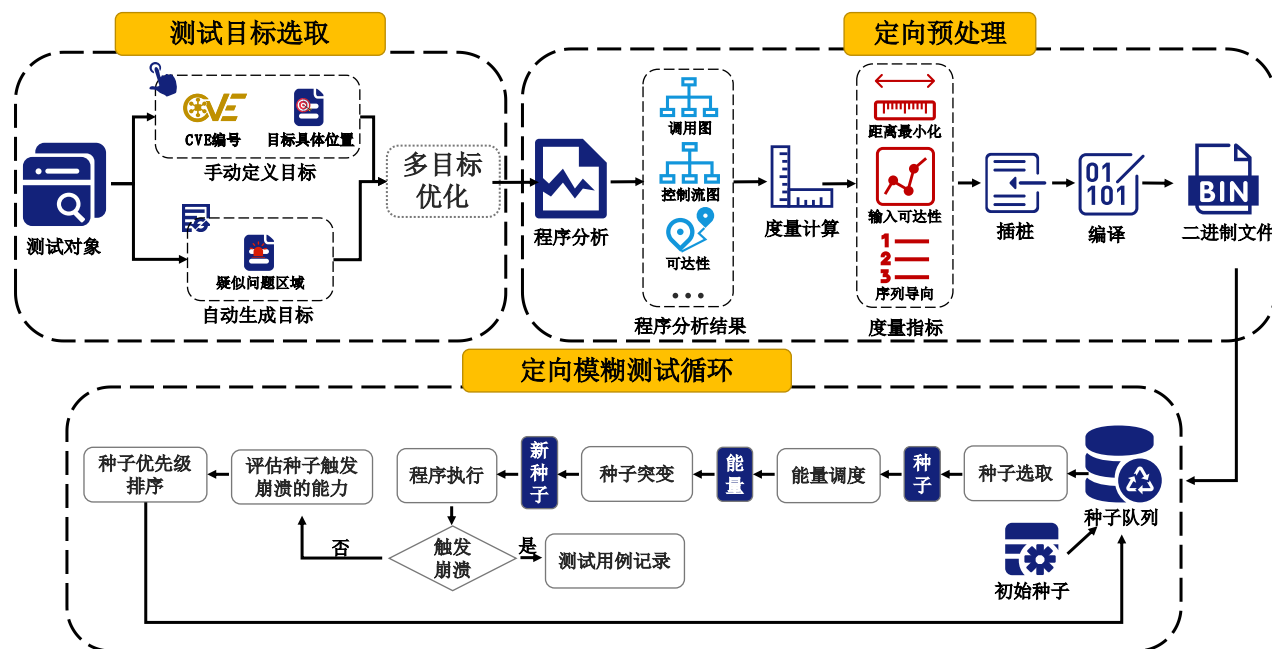 测试目标选取
CVE
CVE编号
目标具体位置
手动定义目标
测试对象
疑似问题区域
自动生成目标
多目标
优化
定向预处理
程序分析
调用图
控制流图
可达性
程序分析结果
度量计算
距离最小化
输入可达性
1
2
3
序列导向
度量指标
插桩
01
101
编译
BIN
二进制文件
定向模糊测试循环
种子队列
初始种子
种子选取
种子
能量调度
能量
种子突变
新种子
程序执行
触发
崩溃
是
测试用例记录
否
评估种子触发
崩溃的能力
种子优先级
排序